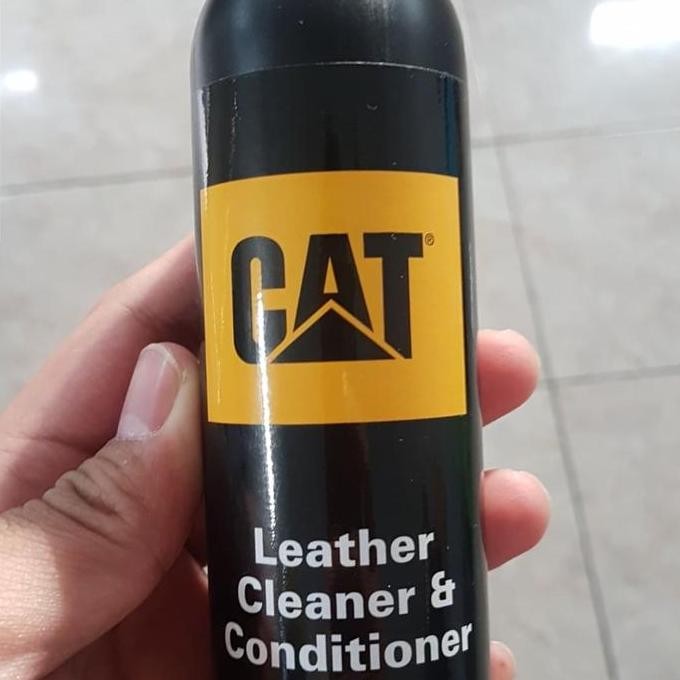 CAT®
Leather
Cleaner &
Conditioner